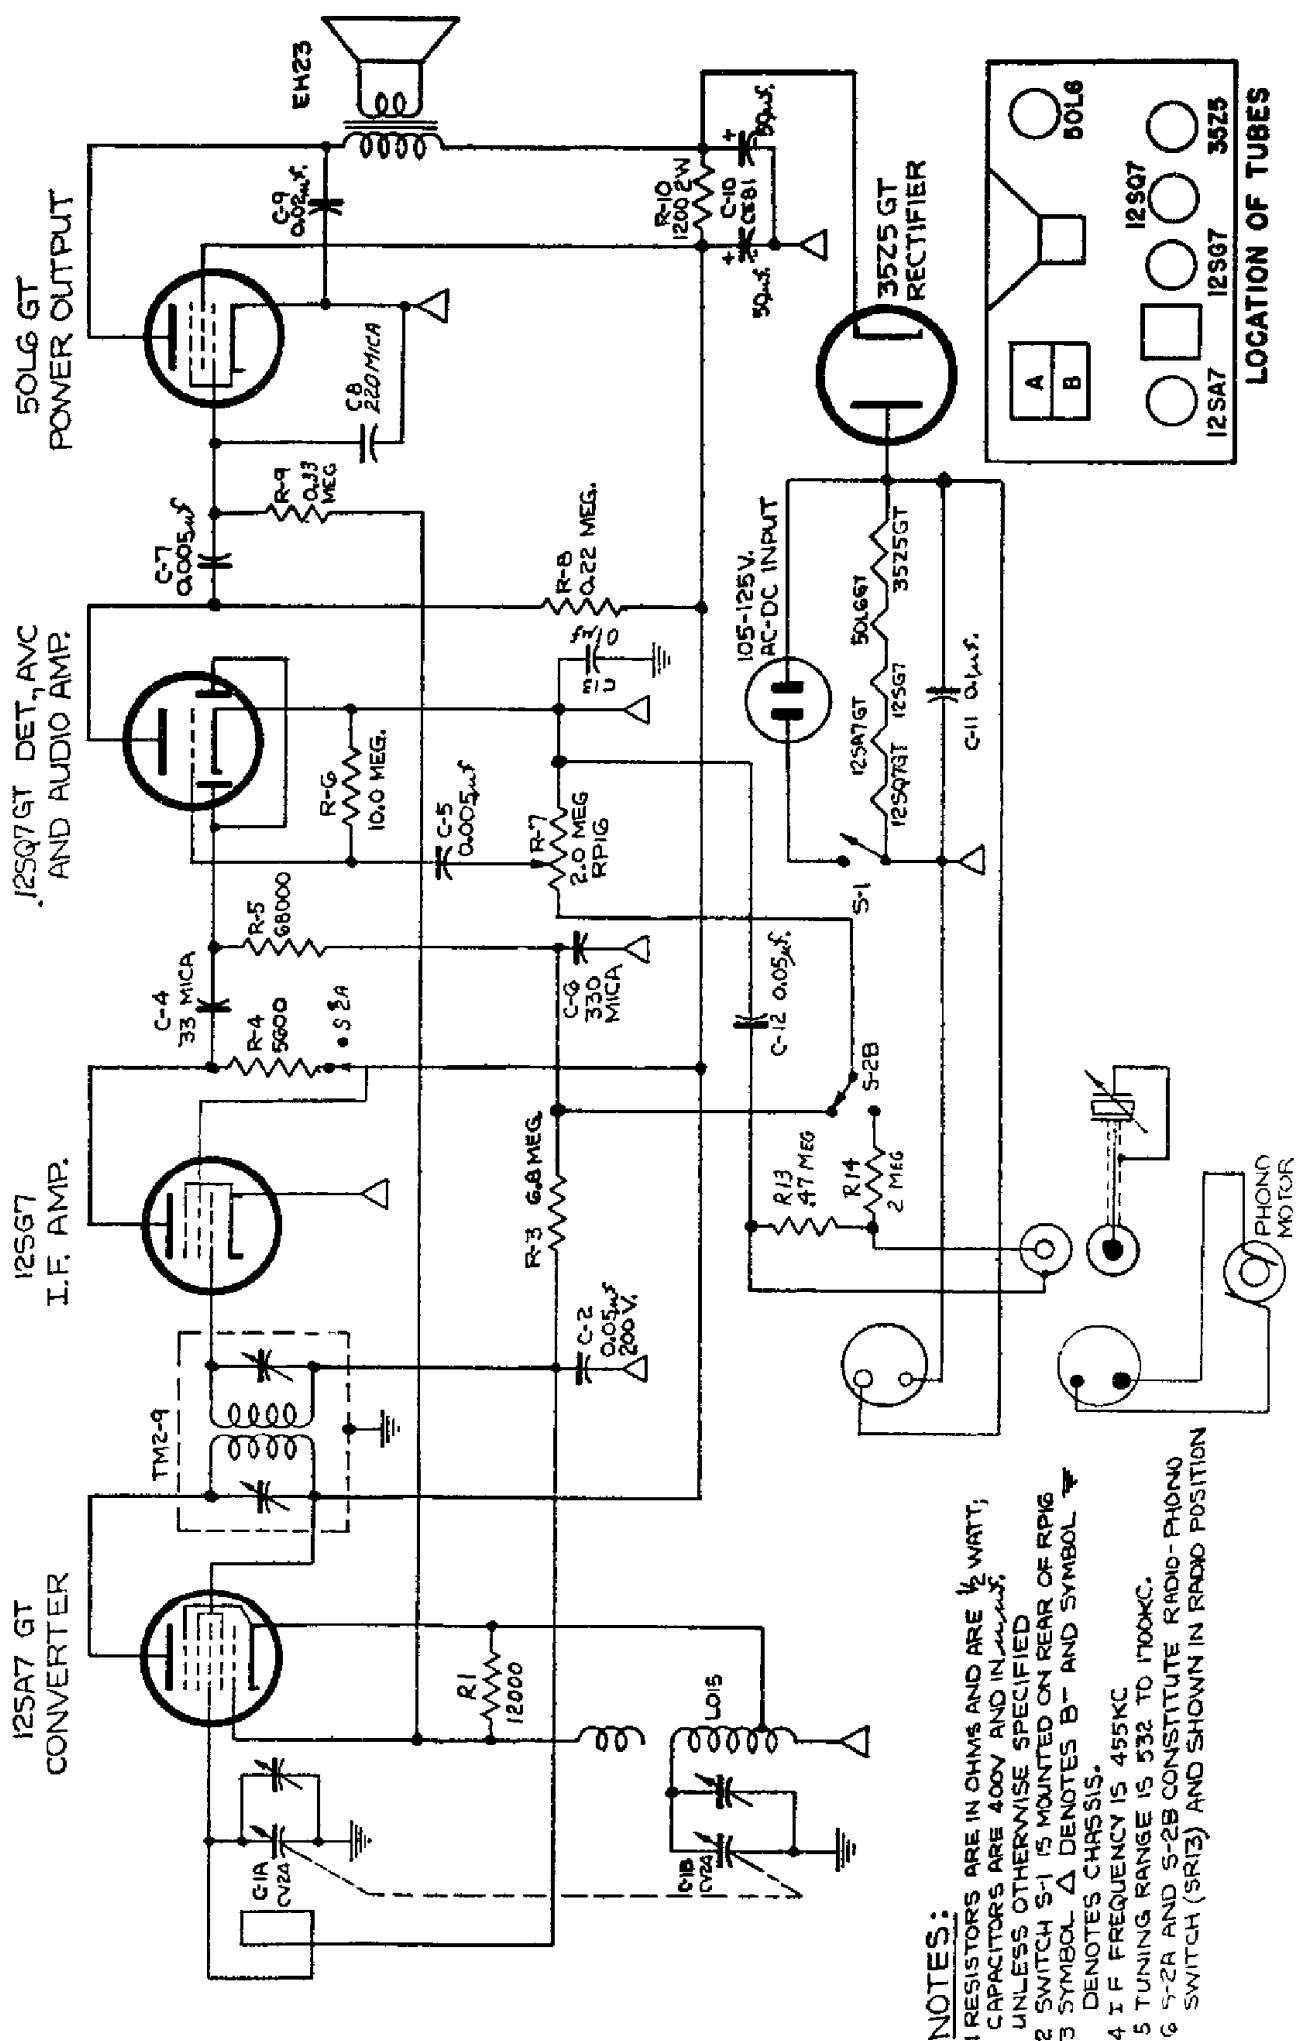 12SA7 GT
CONVERTER
12SG7
I.F. AMP.
12SQ7GT DET., AVC
AND AUDIO AMP.
50L6 GT
POWER OUTPUT
TM2-9
C-4
33 MICA
R-4
5600
S 2A
R-5
68000
C-7
0.005µf
R-9
0.33
MEG
C8
220 MICA
C-9
0.02µf.
EH23
C-1A
CV24
R1
12000
L015
C-1B
CV24
R-3 6.8 MEG.
C-2
0.05µf
200 V.
C-6
330
MICA
R-6
10.0 MEG.
C-5
0.005µf
R-7
2.0 MEG
RP16
R-8
0.22 MEG.
R-10
1200 2W
C-10
CE81
+
50µf.
+
50µf.
C-12 0.05µf.
S-2B
R13
.47 MEG
R14
2 MEG
S-1
105-125V.
AC-DC INPUT
12SQ7GT
12SA7GT
12SG7
50L6GT
35Z5GT
C-11 0.1µf.
35Z5 GT
RECTIFIER
PHONO
MOTOR
A
B
50L6
12SA7
12SG7
12SQ7
35Z5
LOCATION OF TUBES
NOTES:
1 RESISTORS ARE IN OHMS AND ARE ½ WATT;
CAPACITORS ARE 400V AND IN µµf.
UNLESS OTHERWISE SPECIFIED
2 SWITCH S-1 IS MOUNTED ON REAR OF RP16
3 SYMBOL △ DENOTES B- AND SYMBOL ⏚
DENOTES CHASSIS.
4 I F FREQUENCY IS 455KC
5 TUNING RANGE IS 532 TO 1700KC.
6 S-2A AND S-2B CONSTITUTE RADIO-PHONO
SWITCH (SR13) AND SHOWN IN RADIO POSITION